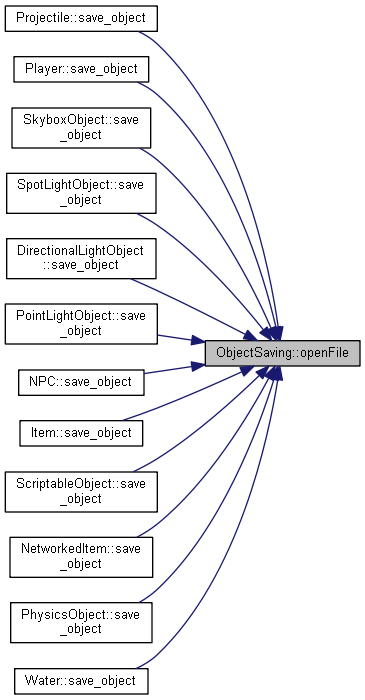 Projectile::save_object
Player::save_object
SkyboxObject::save
_object
SpotLightObject::save
_object
DirectionalLightObject
::save_object
PointLightObject::save
_object
ObjectSaving::openFile
NPC::save_object
Item::save_object
ScriptableObject::save
_object
NetworkedItem::save
_object
PhysicsObject::save
_object
Water::save_object